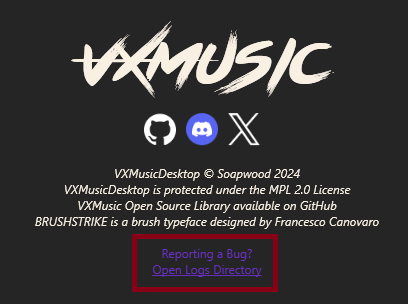 VXMUSIC
VXMusicDesktop © Soapwood 2024
VXMusicDesktop is protected under the MPL 2.0 License
VXMusic Open Source Library available on GitHub
BRUSHSTRIKE is a brush typeface designed by Francesco Canovaro
Reporting a Bug?
Open Logs Directory